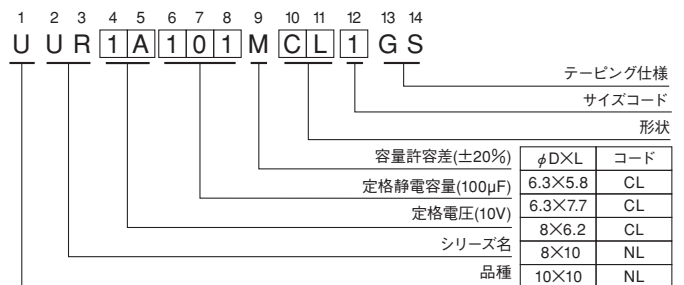 1 2 3 4 5 6 7 8 9 10 11 12 13 14
U U R 1 A 1 0 1 M C L 1 G S
テーピング仕様
サイズコード
形状
容量許容差(±20%)
定格静電容量(100µF)
定格電圧(10V)
シリーズ名
品種
φD×L コード
6.3×5.8 CL
6.3×7.7 CL
8×6.2 CL
8×10 NL
10×10 NL